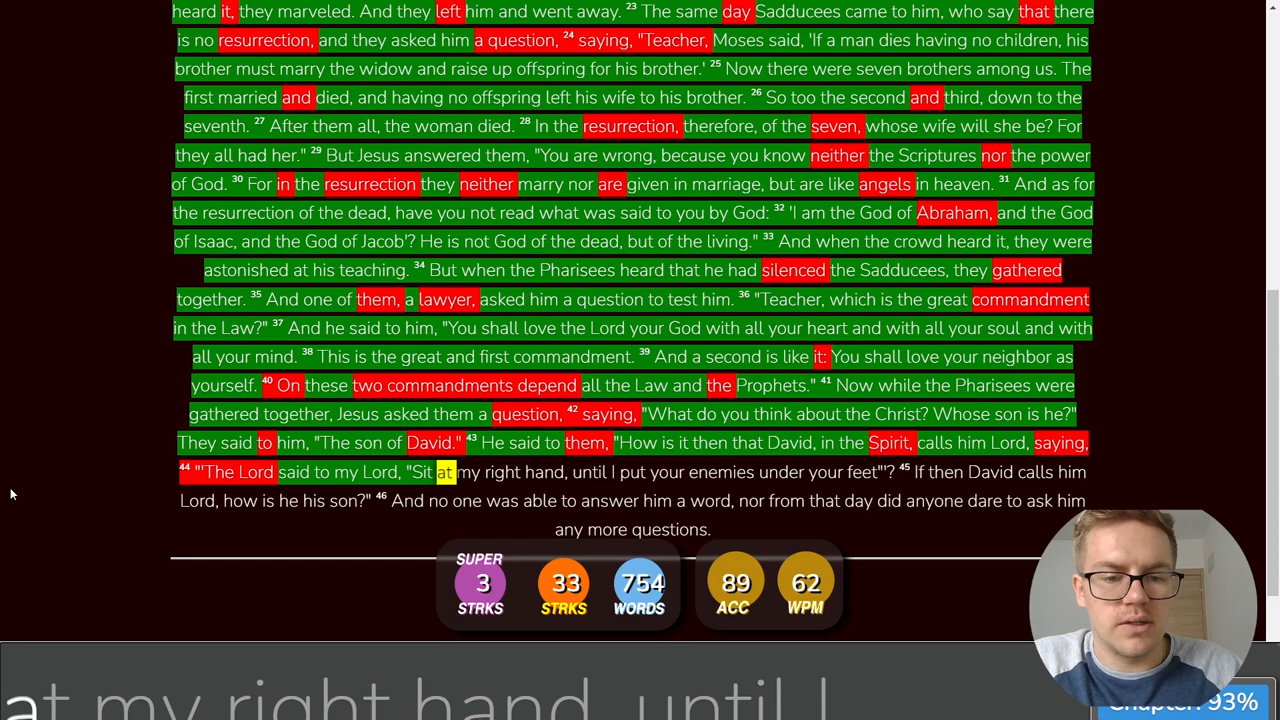 heard it, they marveled. And they left him and went away. 23 The same day Sadducees came to him, who say that there
is no resurrection, and they asked him a question, 24 saying, "Teacher, Moses said, 'If a man dies having no children, his
brother must marry the widow and raise up offspring for his brother.' 25 Now there were seven brothers among us. The
first married and died, and having no offspring left his wife to his brother. 26 So too the second and third, down to the
seventh. 27 After them all, the woman died. 28 In the resurrection, therefore, of the seven, whose wife will she be? For
they all had her." 29 But Jesus answered them, "You are wrong, because you know neither the Scriptures nor the power
of God. 30 For in the resurrection they neither marry nor are given in marriage, but are like angels in heaven. 31 And as for
the resurrection of the dead, have you not read what was said to you by God: 32 'I am the God of Abraham, and the God
of Isaac, and the God of Jacob'? He is not God of the dead, but of the living." 33 And when the crowd heard it, they were
astonished at his teaching. 34 But when the Pharisees heard that he had silenced the Sadducees, they gathered
together. 35 And one of them, a lawyer, asked him a question to test him. 36 "Teacher, which is the great commandment
in the Law?" 37 And he said to him, "You shall love the Lord your God with all your heart and with all your soul and with
all your mind. 38 This is the great and first commandment. 39 And a second is like it: You shall love your neighbor as
yourself. 40 On these two commandments depend all the Law and the Prophets." 41 Now while the Pharisees were
gathered together, Jesus asked them a question, 42 saying, "What do you think about the Christ? Whose son is he?"
They said to him, "The son of David." 43 He said to them, "How is it then that David, in the Spirit, calls him Lord, saying,
44 "'The Lord said to my Lord, "Sit at my right hand, until I put your enemies under your feet"'? 45 If then David calls him
Lord, how is he his son?" 46 And no one was able to answer him a word, nor from that day did anyone dare to ask him
any more questions.
SUPER 3 STRKS
33 STRKS
754 WORDS
89 ACC
62 WPM
at my right hand, until I
Chapter: 93%